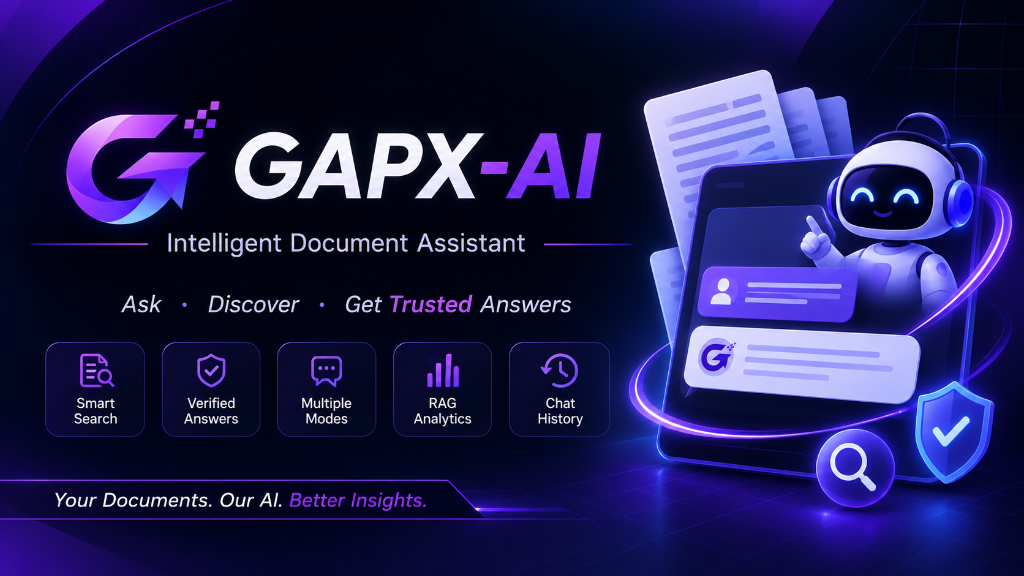 GAPX-AI
Intelligent Document Assistant
Ask • Discover • Get Trusted Answers
Smart
Search
Verified
Answers
Multiple
Modes
RAG
Analytics
Chat
History
Your Documents. Our AI. Better Insights.